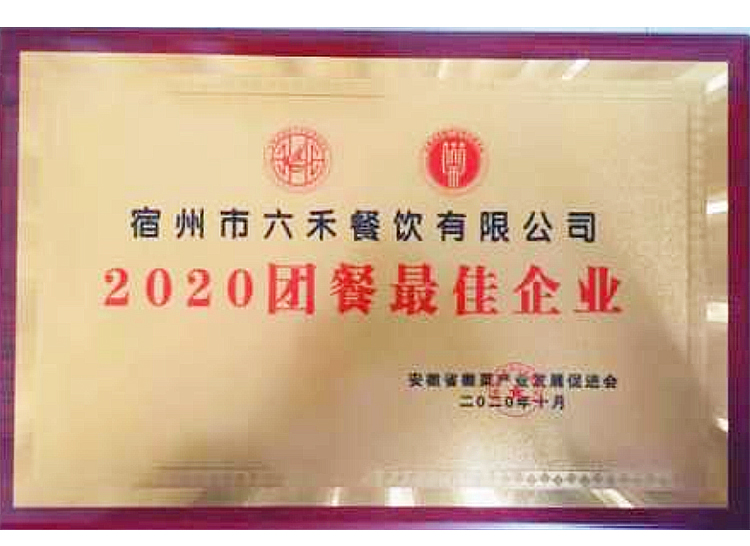 宿州市六禾餐饮有限公司
2020团餐最佳企业
安徽省徽菜产业发展促进会
二〇二〇年十月